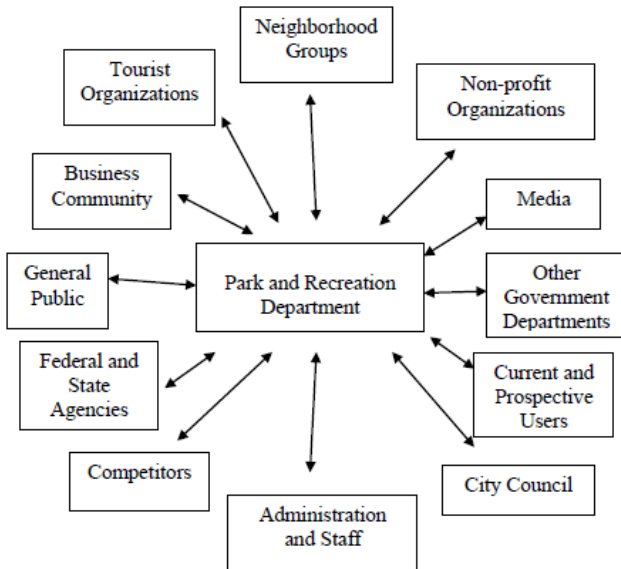 Neighborhood
Groups
Tourist
Organizations
Non-profit
Organizations
Business
Community
Media
General
Public
Park and Recreation
Department
Other
Government
Departments
Federal and
State
Agencies
Current and
Prospective
Users
Competitors
City Council
Administration
and Staff